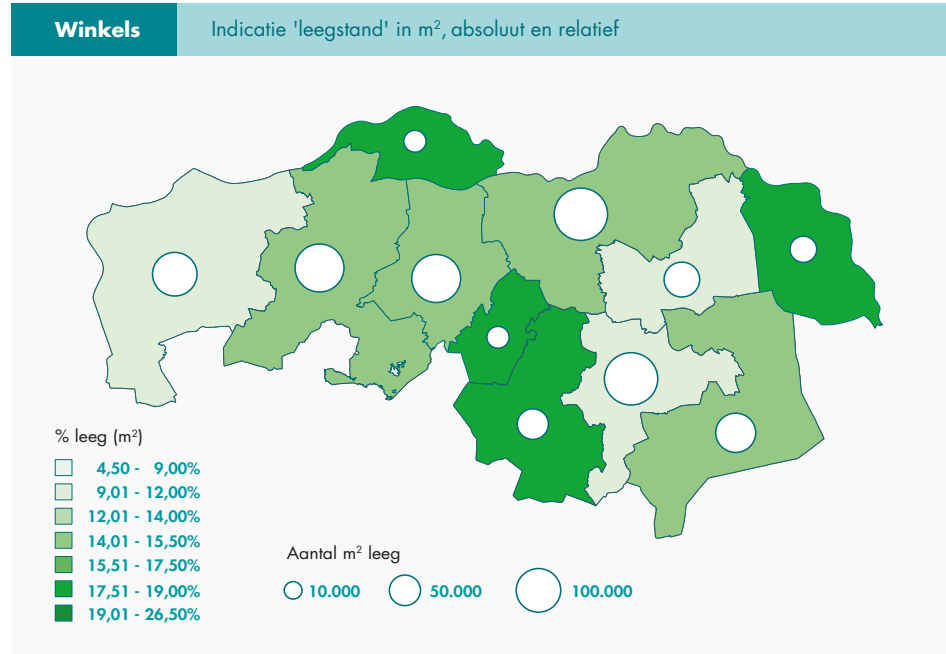 Winkels
Indicatie 'leegstand' in m², absoluut en relatief
% leeg (m²)
4,50 - 9,00%
9,01 - 12,00%
12,01 - 14,00%
14,01 - 15,50%
15,51 - 17,50%
17,51 - 19,00%
19,01 - 26,50%
Aantal m² leeg
10.000
50.000
100.000